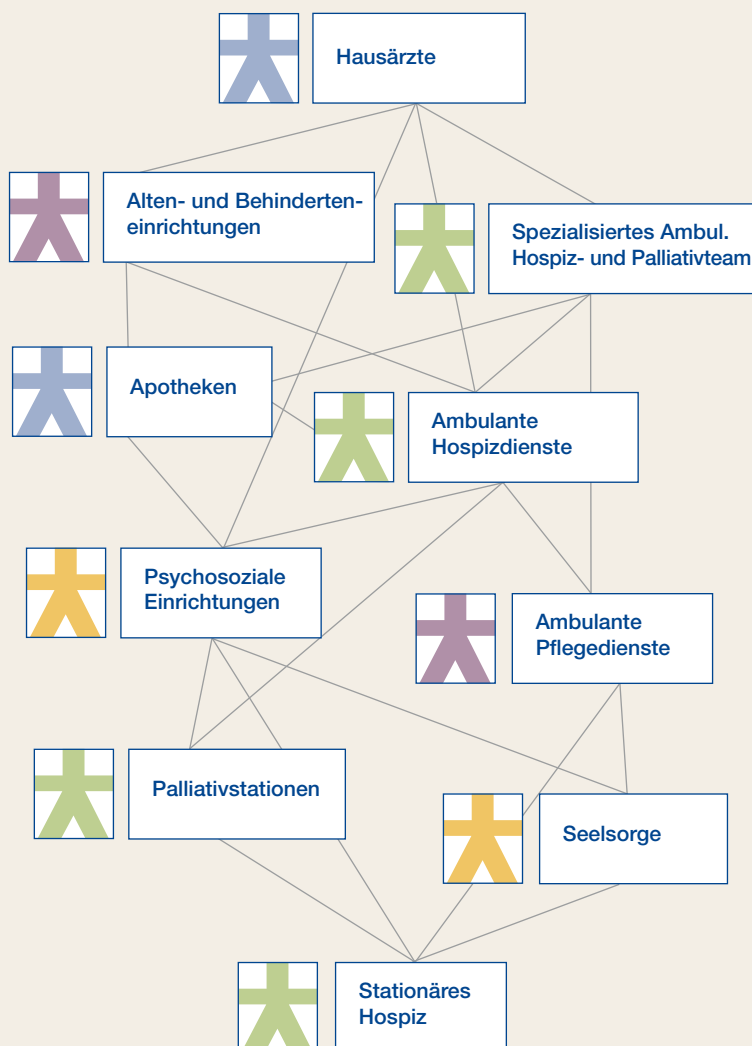 Hausärzte
Alten- und Behinderten-
einrichtungen
Spezialisiertes Ambul.
Hospiz- und Palliativteam
Apotheken
Ambulante
Hospizdienste
Psychosoziale
Einrichtungen
Ambulante
Pflegedienste
Palliativstationen
Seelsorge
Stationäres
Hospiz